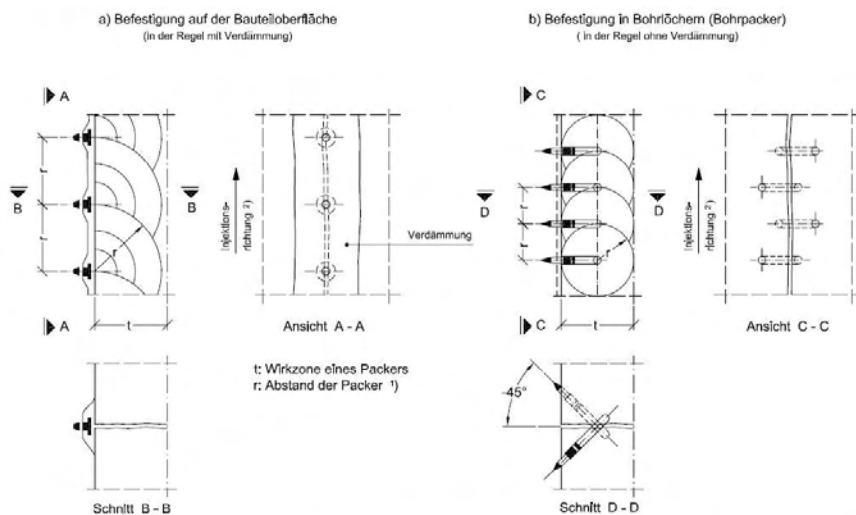 a) Befestigung auf der Bauteiloberfläche
(in der Regel mit Verdämmung)
A
r
r
B
B
r
A
t
Injektions-
richtung 2)
Verdämmung
Ansicht A - A
t: Wirkzone eines Packers
r: Abstand der Packer 1)
Schnitt B - B
b) Befestigung in Bohrlöchern (Bohrpacker)
( in der Regel ohne Verdämmung)
C
r
r
D
D
r
C
t
Injektions-
richtung 2)
Ansicht C - C
~45°
Schnitt D - D